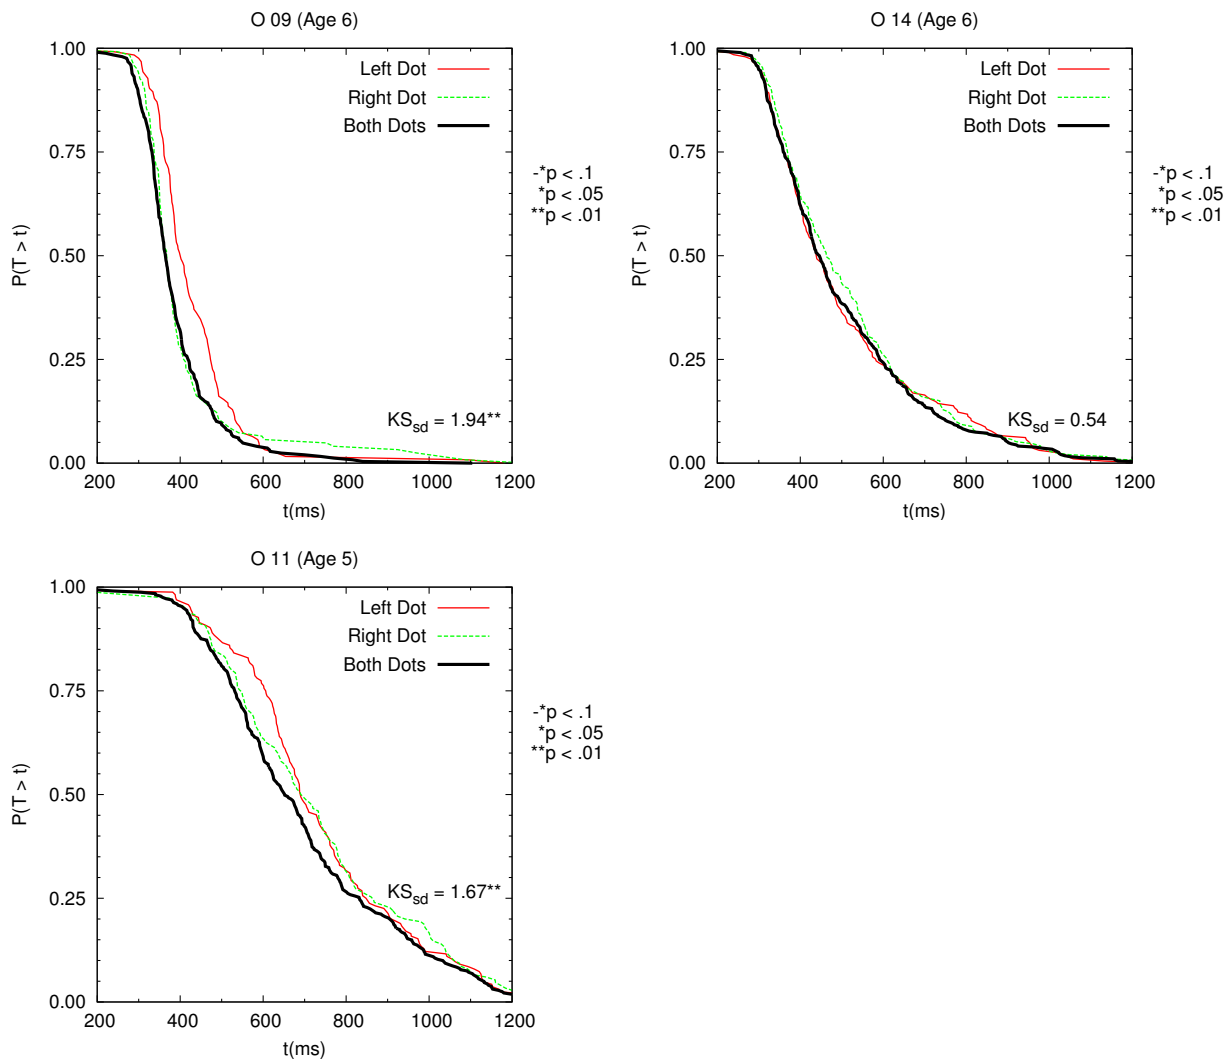 O 09 (Age 6)
1.00
0.75
0.50
0.25
0.00
P(T > t)
Left Dot
Right Dot
Both Dots
-*p < .1
*p < .05
**p < .01
KSsd = 1.94**
200 400 600 800 1000 1200
t(ms)
O 14 (Age 6)
1.00
0.75
0.50
0.25
0.00
P(T > t)
Left Dot
Right Dot
Both Dots
-*p < .1
*p < .05
**p < .01
KSsd = 0.54
200 400 600 800 1000 1200
t(ms)
O 11 (Age 5)
1.00
0.75
0.50
0.25
0.00
P(T > t)
Left Dot
Right Dot
Both Dots
-*p < .1
*p < .05
**p < .01
KSsd = 1.67**
200 400 600 800 1000 1200
t(ms)